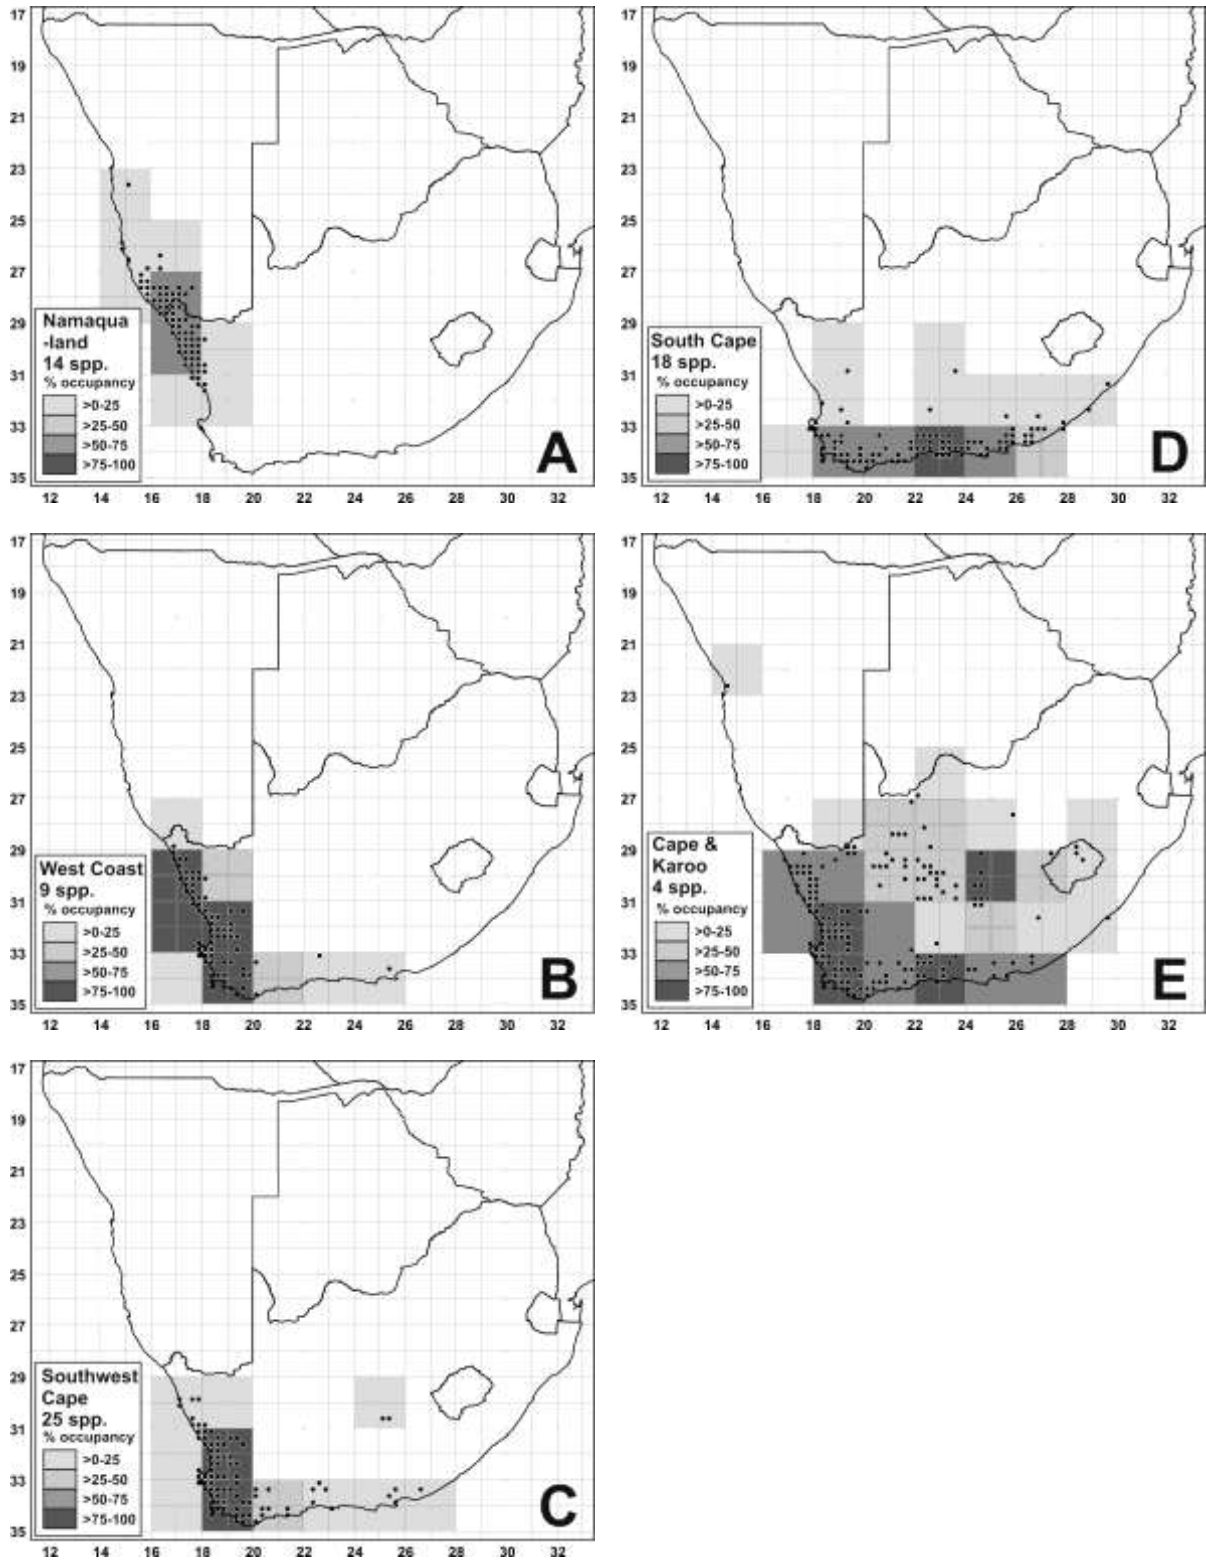 17
19
21
23
25
27
29
31
33
35
Namaqua
-land
14 spp.
% occupancy
>0-25
>25-50
>50-75
>75-100
A
12 14 16 18 20 22 24 26 28 30 32
17
19
21
23
25
27
29
31
33
35
South Cape
18 spp.
% occupancy
>0-25
>25-50
>50-75
>75-100
D
12 14 16 18 20 22 24 26 28 30 32
17
19
21
23
25
27
29
31
33
35
West Coast
9 spp.
% occupancy
>0-25
>25-50
>50-75
>75-100
B
12 14 16 18 20 22 24 26 28 30 32
17
19
21
23
25
27
29
31
33
35
Cape &
Karoo
4 spp.
% occupancy
>0-25
>25-50
>50-75
>75-100
E
12 14 16 18 20 22 24 26 28 30 32
17
19
21
23
25
27
29
31
33
35
Southwest
Cape
25 spp.
% occupancy
>0-25
>25-50
>50-75
>75-100
C
12 14 16 18 20 22 24 26 28 30 32